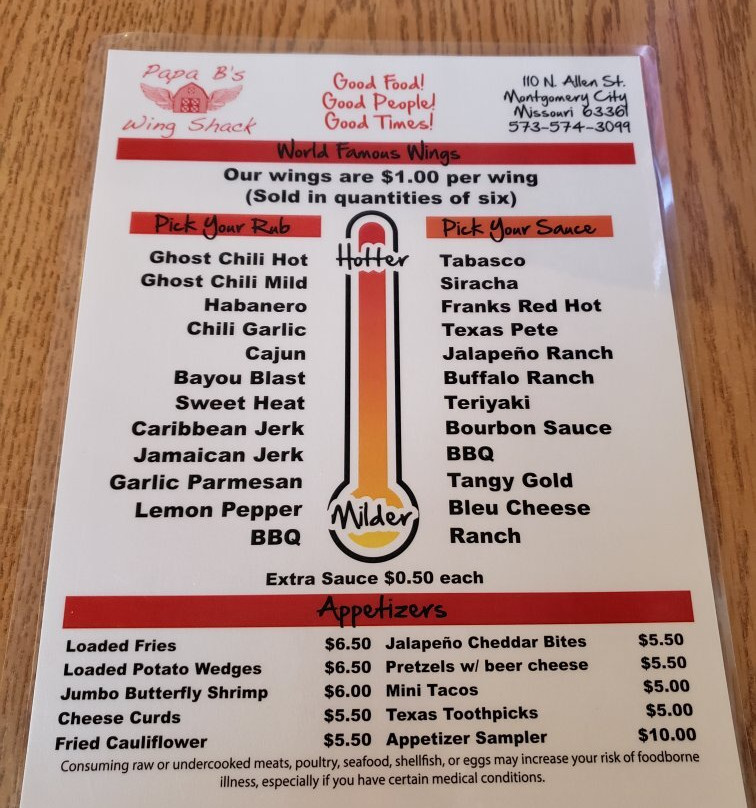 Papa B's
Wing Shack
Good Food!
Good People!
Good Times!
110 N. Allen St.
Montgomery City
Missouri 63361
573-574-3099
World Famous Wings
Our wings are $1.00 per wing
(Sold in quantities of six)
Pick Your Rub
Ghost Chili Hot
Ghost Chili Mild
Habanero
Chili Garlic
Cajun
Bayou Blast
Sweet Heat
Caribbean Jerk
Jamaican Jerk
Garlic Parmesan
Lemon Pepper
BBQ
Hotter
Milder
Pick Your Sauce
Tabasco
Siracha
Franks Red Hot
Texas Pete
Jalapeño Ranch
Buffalo Ranch
Teriyaki
Bourbon Sauce
BBQ
Tangy Gold
Bleu Cheese
Ranch
Extra Sauce $0.50 each
Appetizers
Loaded Fries $6.50
Loaded Potato Wedges $6.50
Jumbo Butterfly Shrimp $6.00
Cheese Curds $5.50
Fried Cauliflower $5.50
Jalapeño Cheddar Bites $5.50
Pretzels w/ beer cheese $5.50
Mini Tacos $5.00
Texas Toothpicks $5.00
Appetizer Sampler $10.00
Consuming raw or undercooked meats, poultry, seafood, shellfish, or eggs may increase your risk of foodborne
illness, especially if you have certain medical conditions.